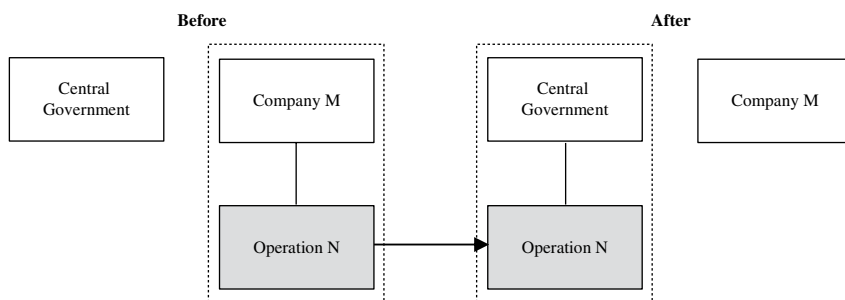 Before
After
Central
Government
Company M
Central
Government
Company M
Operation N
Operation N